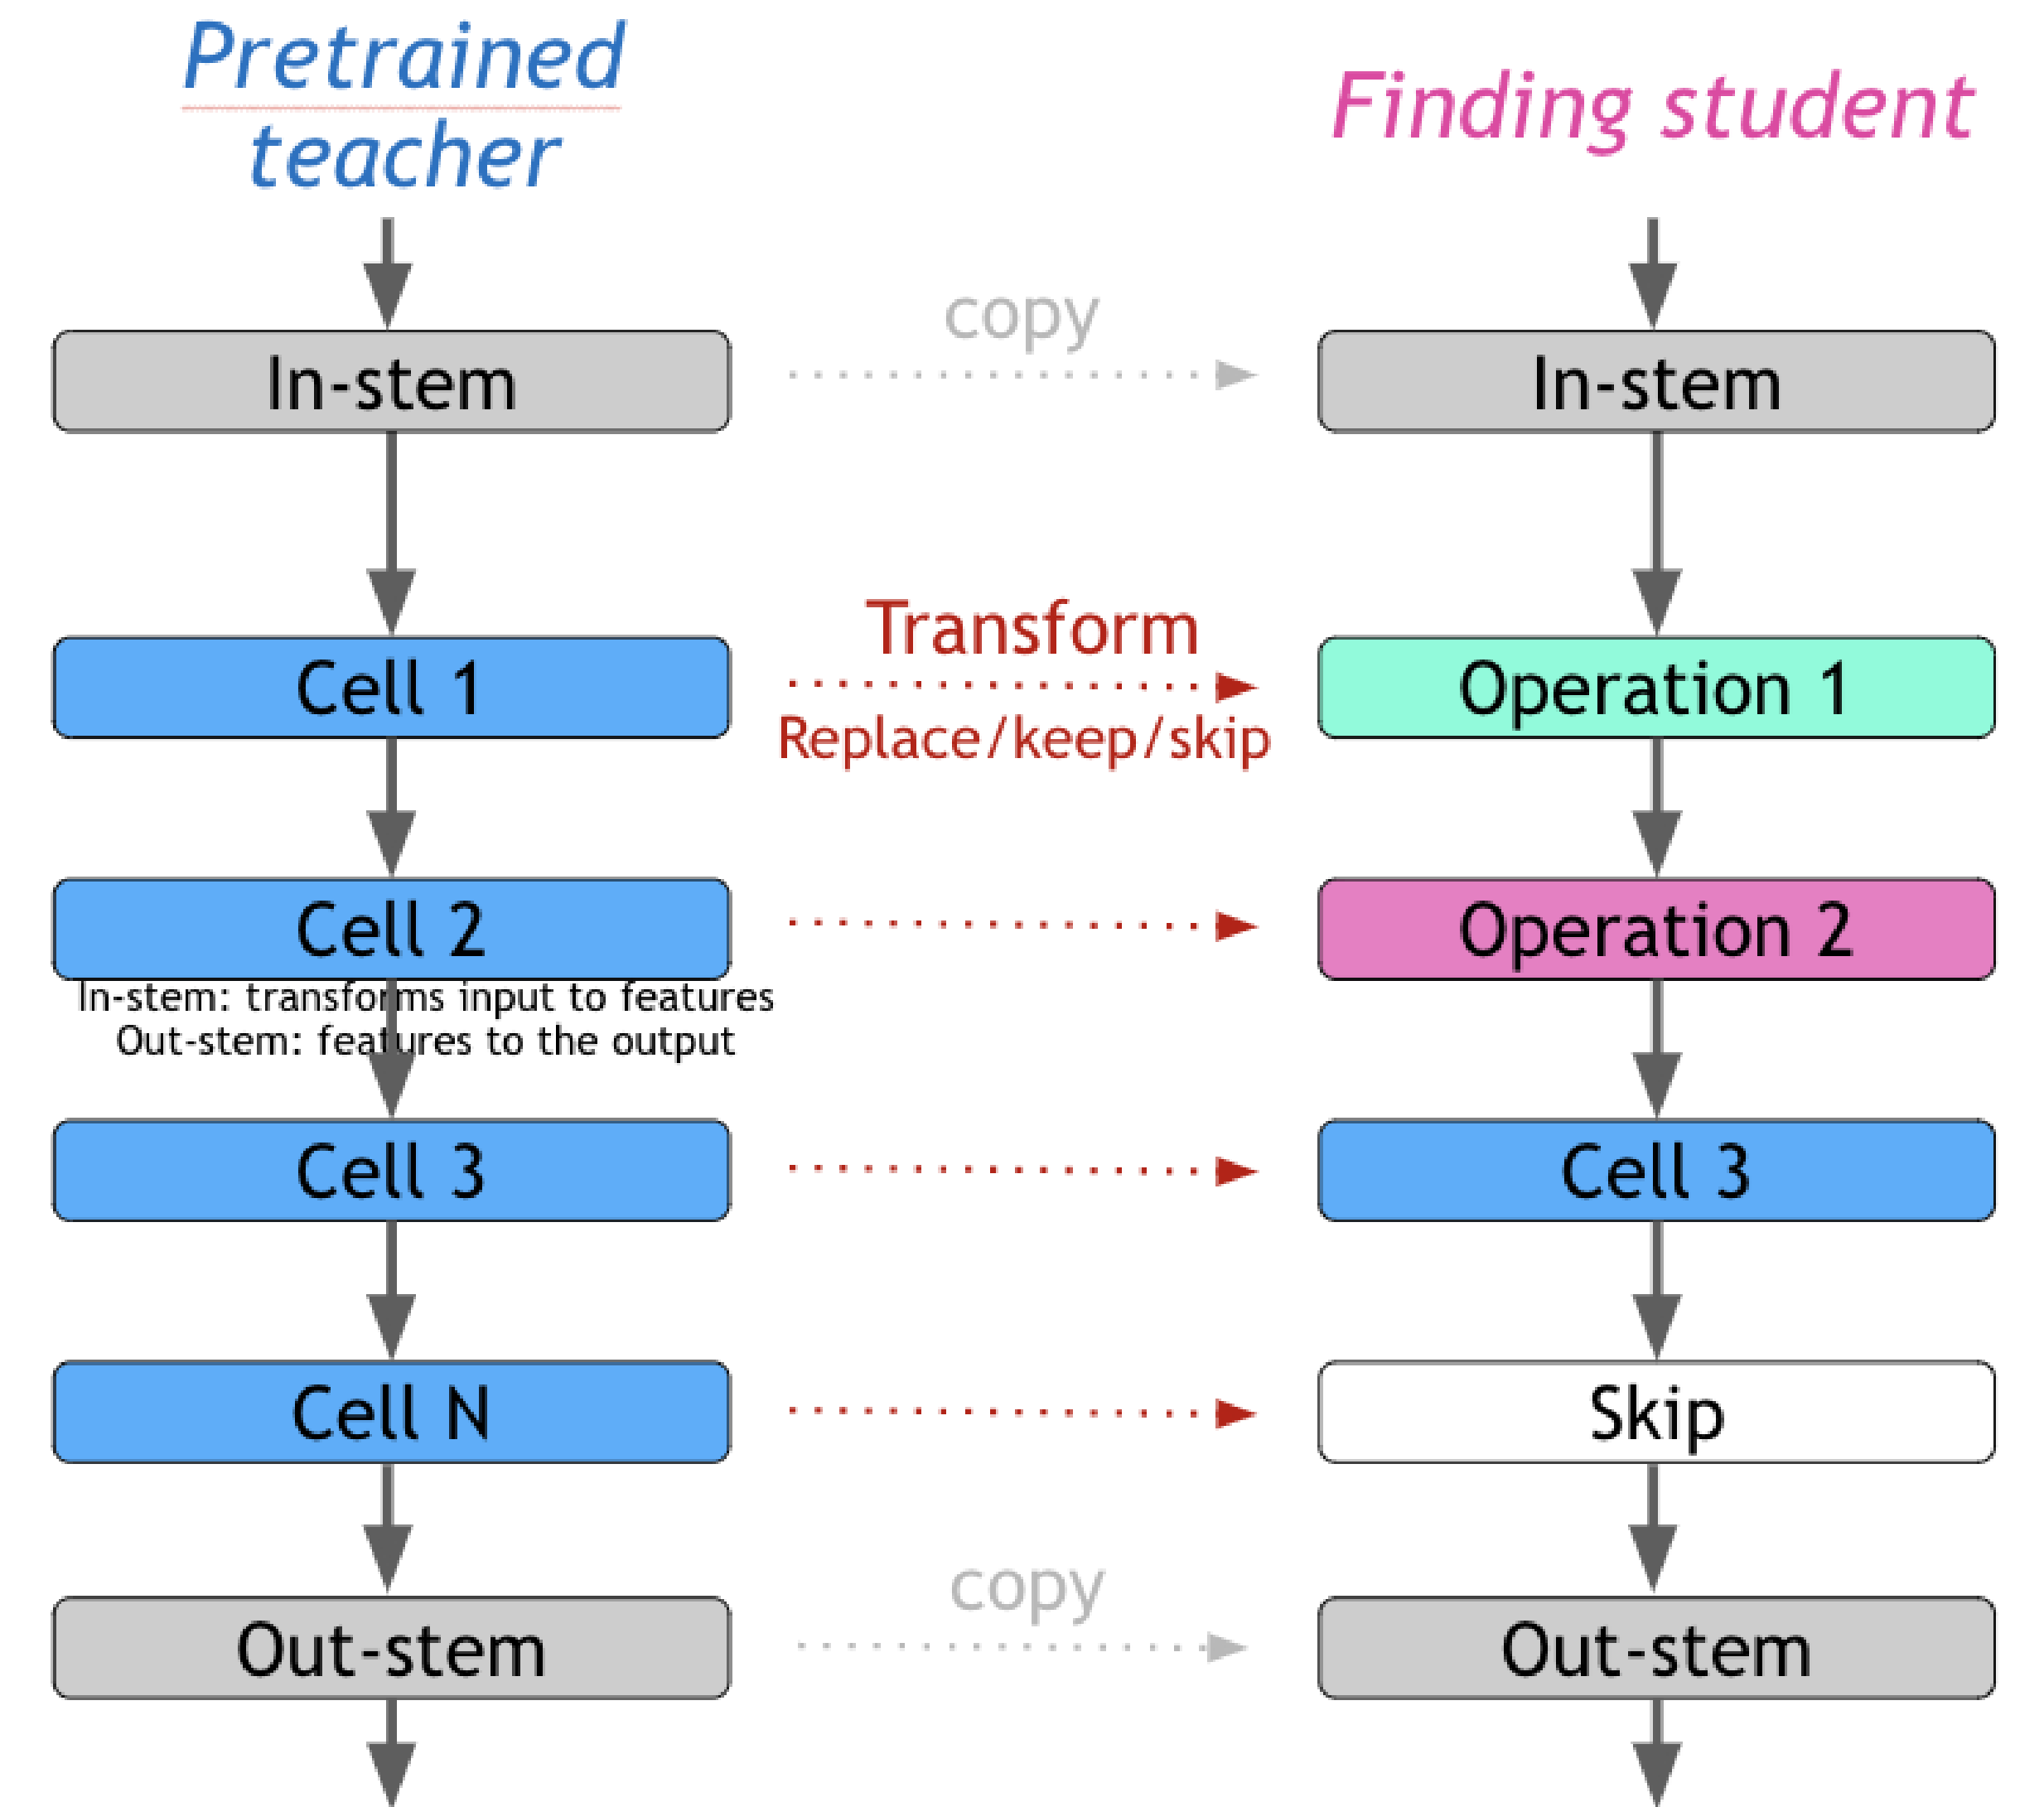 Pretrained
teacher
Finding student
In-stem
copy
In-stem
Cell 1
Transform
Replace/keep/skip
Operation 1
Cell 2
Operation 2
In-stem: transforms input to features
Out-stem: features to the output
Cell 3
Cell 3
Cell N
Skip
Out-stem
copy
Out-stem